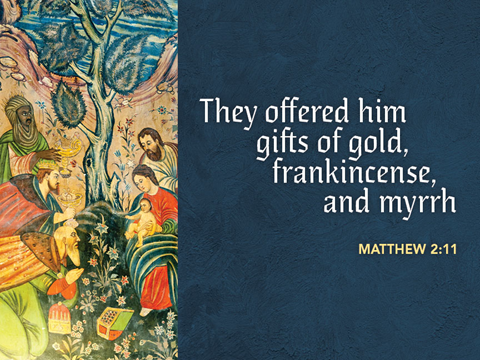 They offered him
gifts of gold,
frankincense,
and myrrh
MATTHEW 2:11